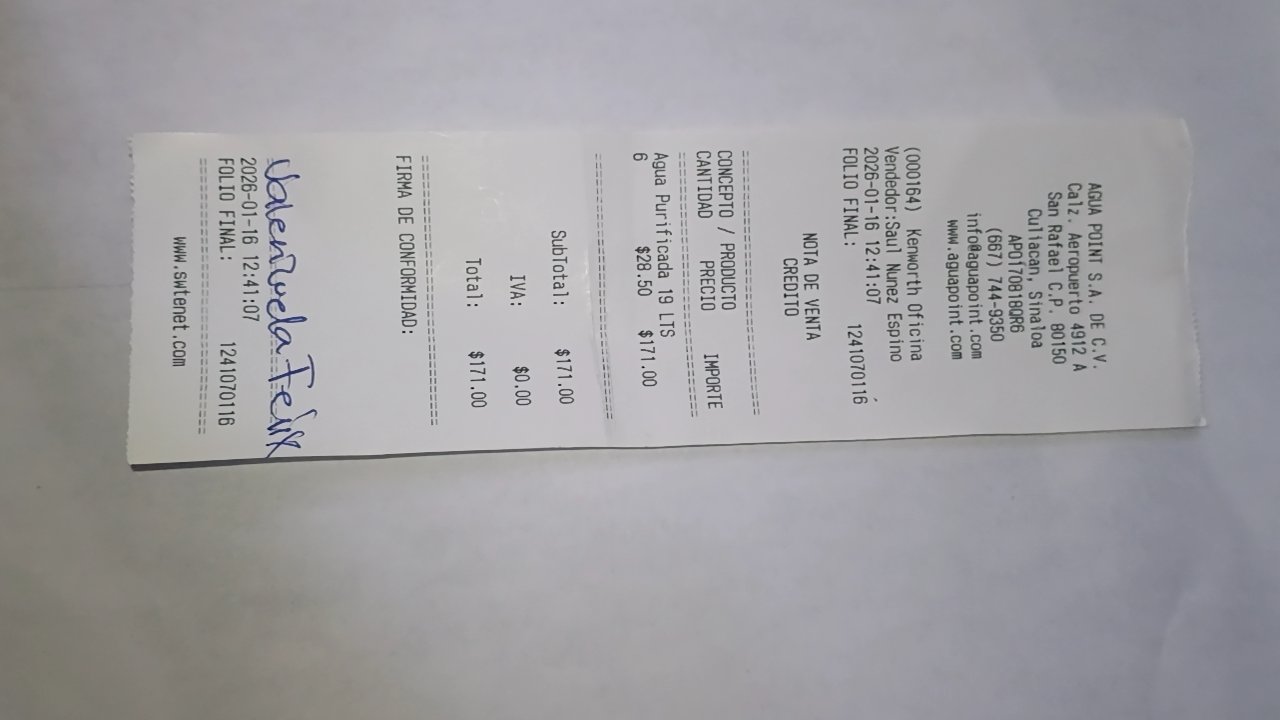 AGUA POINT S.A. DE C.V.
Calz. Aeropuerto 4912 A
San Rafael C.P. 80150
Culiacan, Sinaloa
APO170818QR6
(667) 744-9350
info@aguapoint.com
www.aguapoint.com
(000164) Kenworth Oficina
Vendedor:Saul Nunez Espino
2026-01-16 12:41:07
FOLIO FINAL: 1241070116
NOTA DE VENTA
CREDITO
CONCEPTO / PRODUCTO
CANTIDAD PRECIO IMPORTE
Agua Purificada 19 LTS
6 $28.50 $171.00
SubTotal: $171.00
IVA: $0.00
Total: $171.00
FIRMA DE CONFORMIDAD:
Valenzuela Felix
2026-01-16 12:41:07
FOLIO FINAL: 1241070116
www.swtenet.com